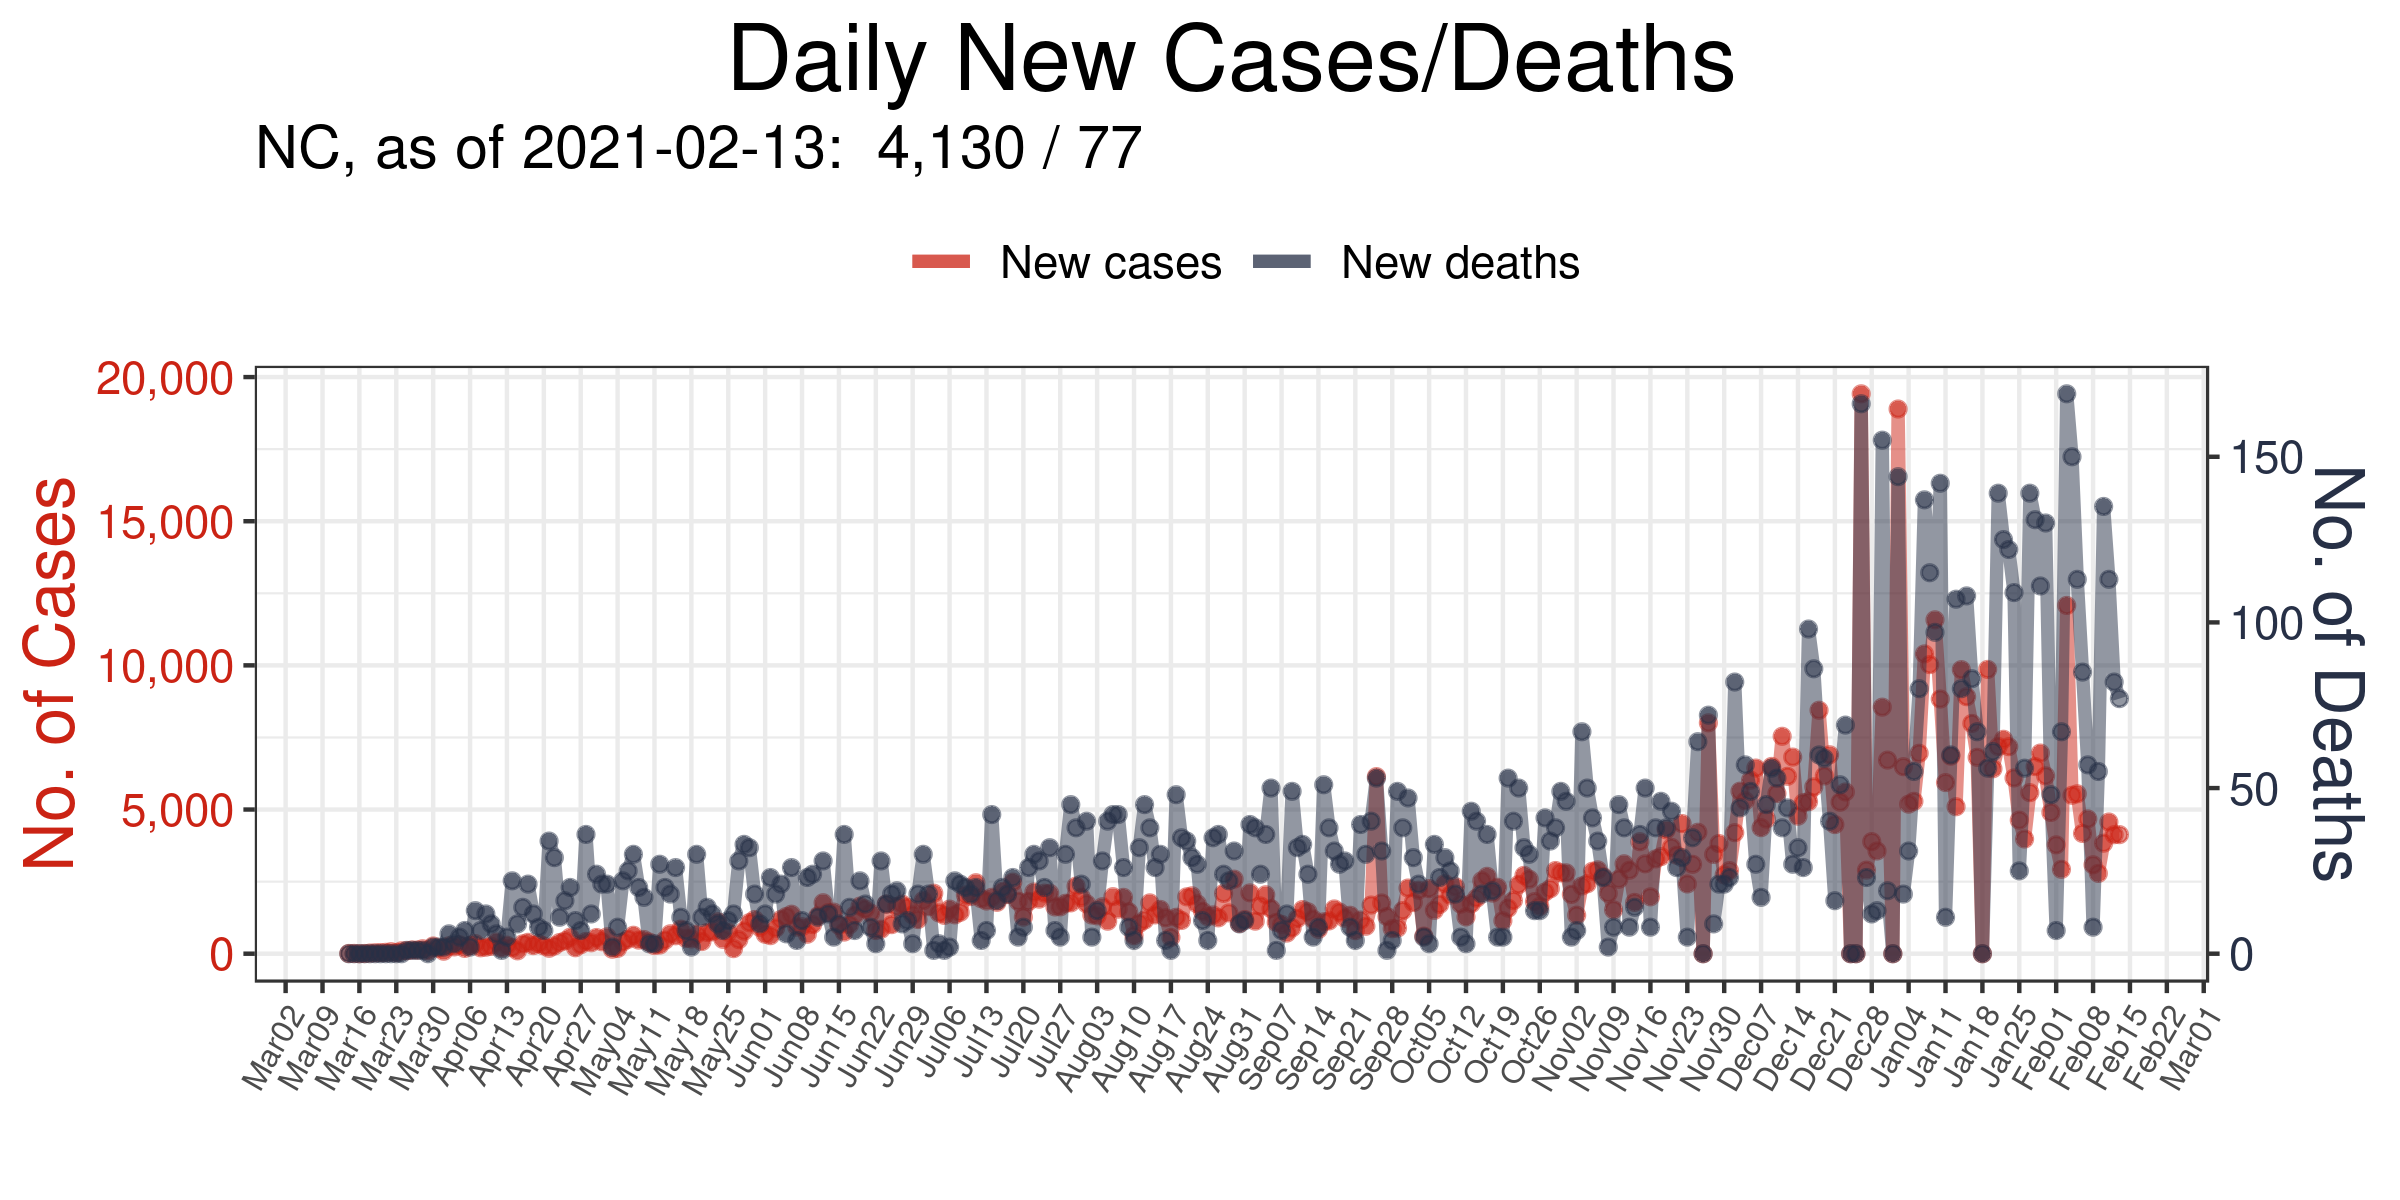 Daily New Cases/Deaths
NC, as of 2021-02-13: 4,130 / 77
New cases New deaths
No. of Cases
20,000
15,000
10,000
5,000
0
150
100
50
0
No. of Deaths
Mar02 Mar09 Mar16 Mar23 Mar30 Apr06 Apr13 Apr20 Apr27 May04 May11 May18 May25 Jun01 Jun08 Jun15 Jun22 Jun29 Jul06 Jul13 Jul20 Jul27 Aug03 Aug10 Aug17 Aug24 Aug31 Sep07 Sep14 Sep21 Sep28 Oct05 Oct12 Oct19 Oct26 Nov02 Nov09 Nov16 Nov23 Nov30 Dec07 Dec14 Dec21 Dec28 Jan04 Jan11 Jan18 Jan25 Feb01 Feb08 Feb15 Feb22 Mar01